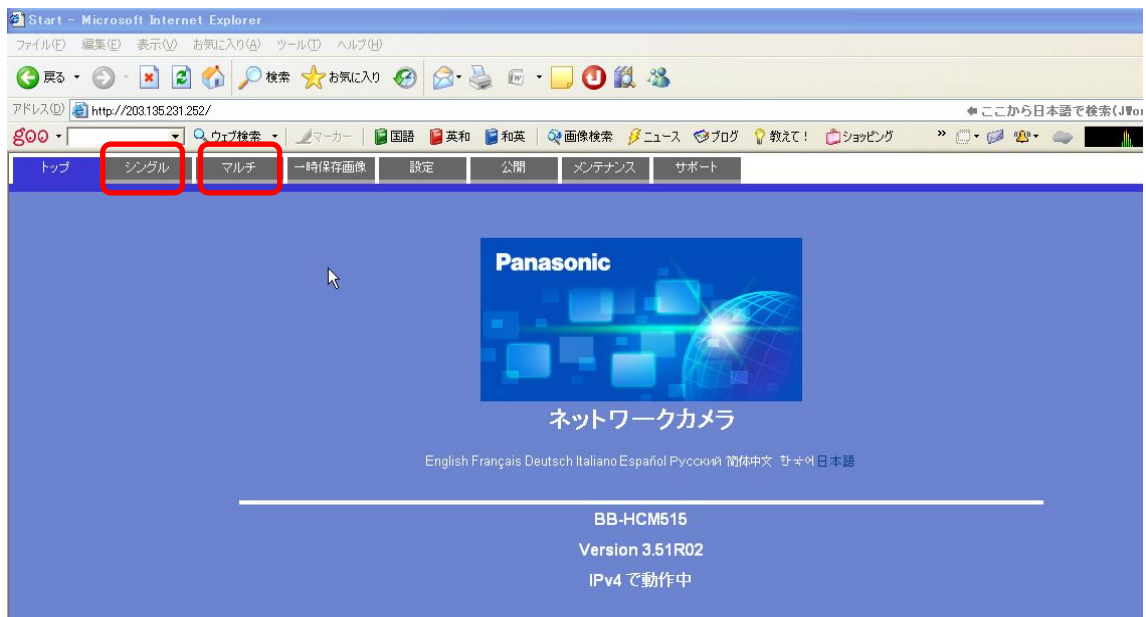 Start - Microsoft Internet Explorer
ファイル(F) 編集(E) 表示(V) お気に入り(A) ツール(T) ヘルプ(H)
戻る 検索 お気に入り
アドレス(D) http://203.135.231.252/ ここから日本語で検索(JWor
goo ウェブ検索 マーカー 国語 英和 和英 画像検索 ニュース ブログ 教えて! ショッピング »
トップ シングル マルチ 一時保存画像 設定 公開 メンテナンス サポート
Panasonic
ネットワークカメラ
English Français Deutsch Italiano Español Русский 简体中文 한국어 日本語
BB-HCM515
Version 3.51R02
IPv4 で動作中